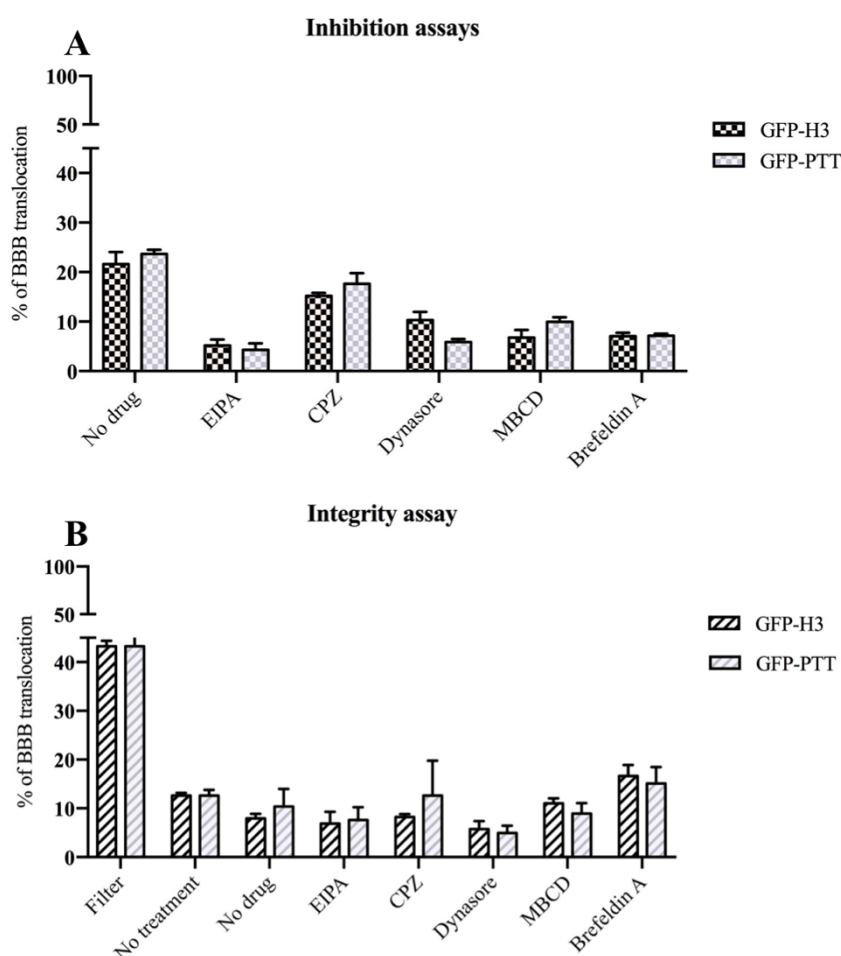 A
Inhibition assays
% of BBB translocation
100
50
40
30
20
10
0
No drug
EIPA
CPZ
Dynasore
MBCD
Brefeldin A
GFP-H3
GFP-PTT
B
Integrity assay
% of BBB translocation
100
50
40
30
20
10
0
Filter
No treatment
No drug
EIPA
CPZ
Dynasore
MBCD
Brefeldin A
GFP-H3
GFP-PTT